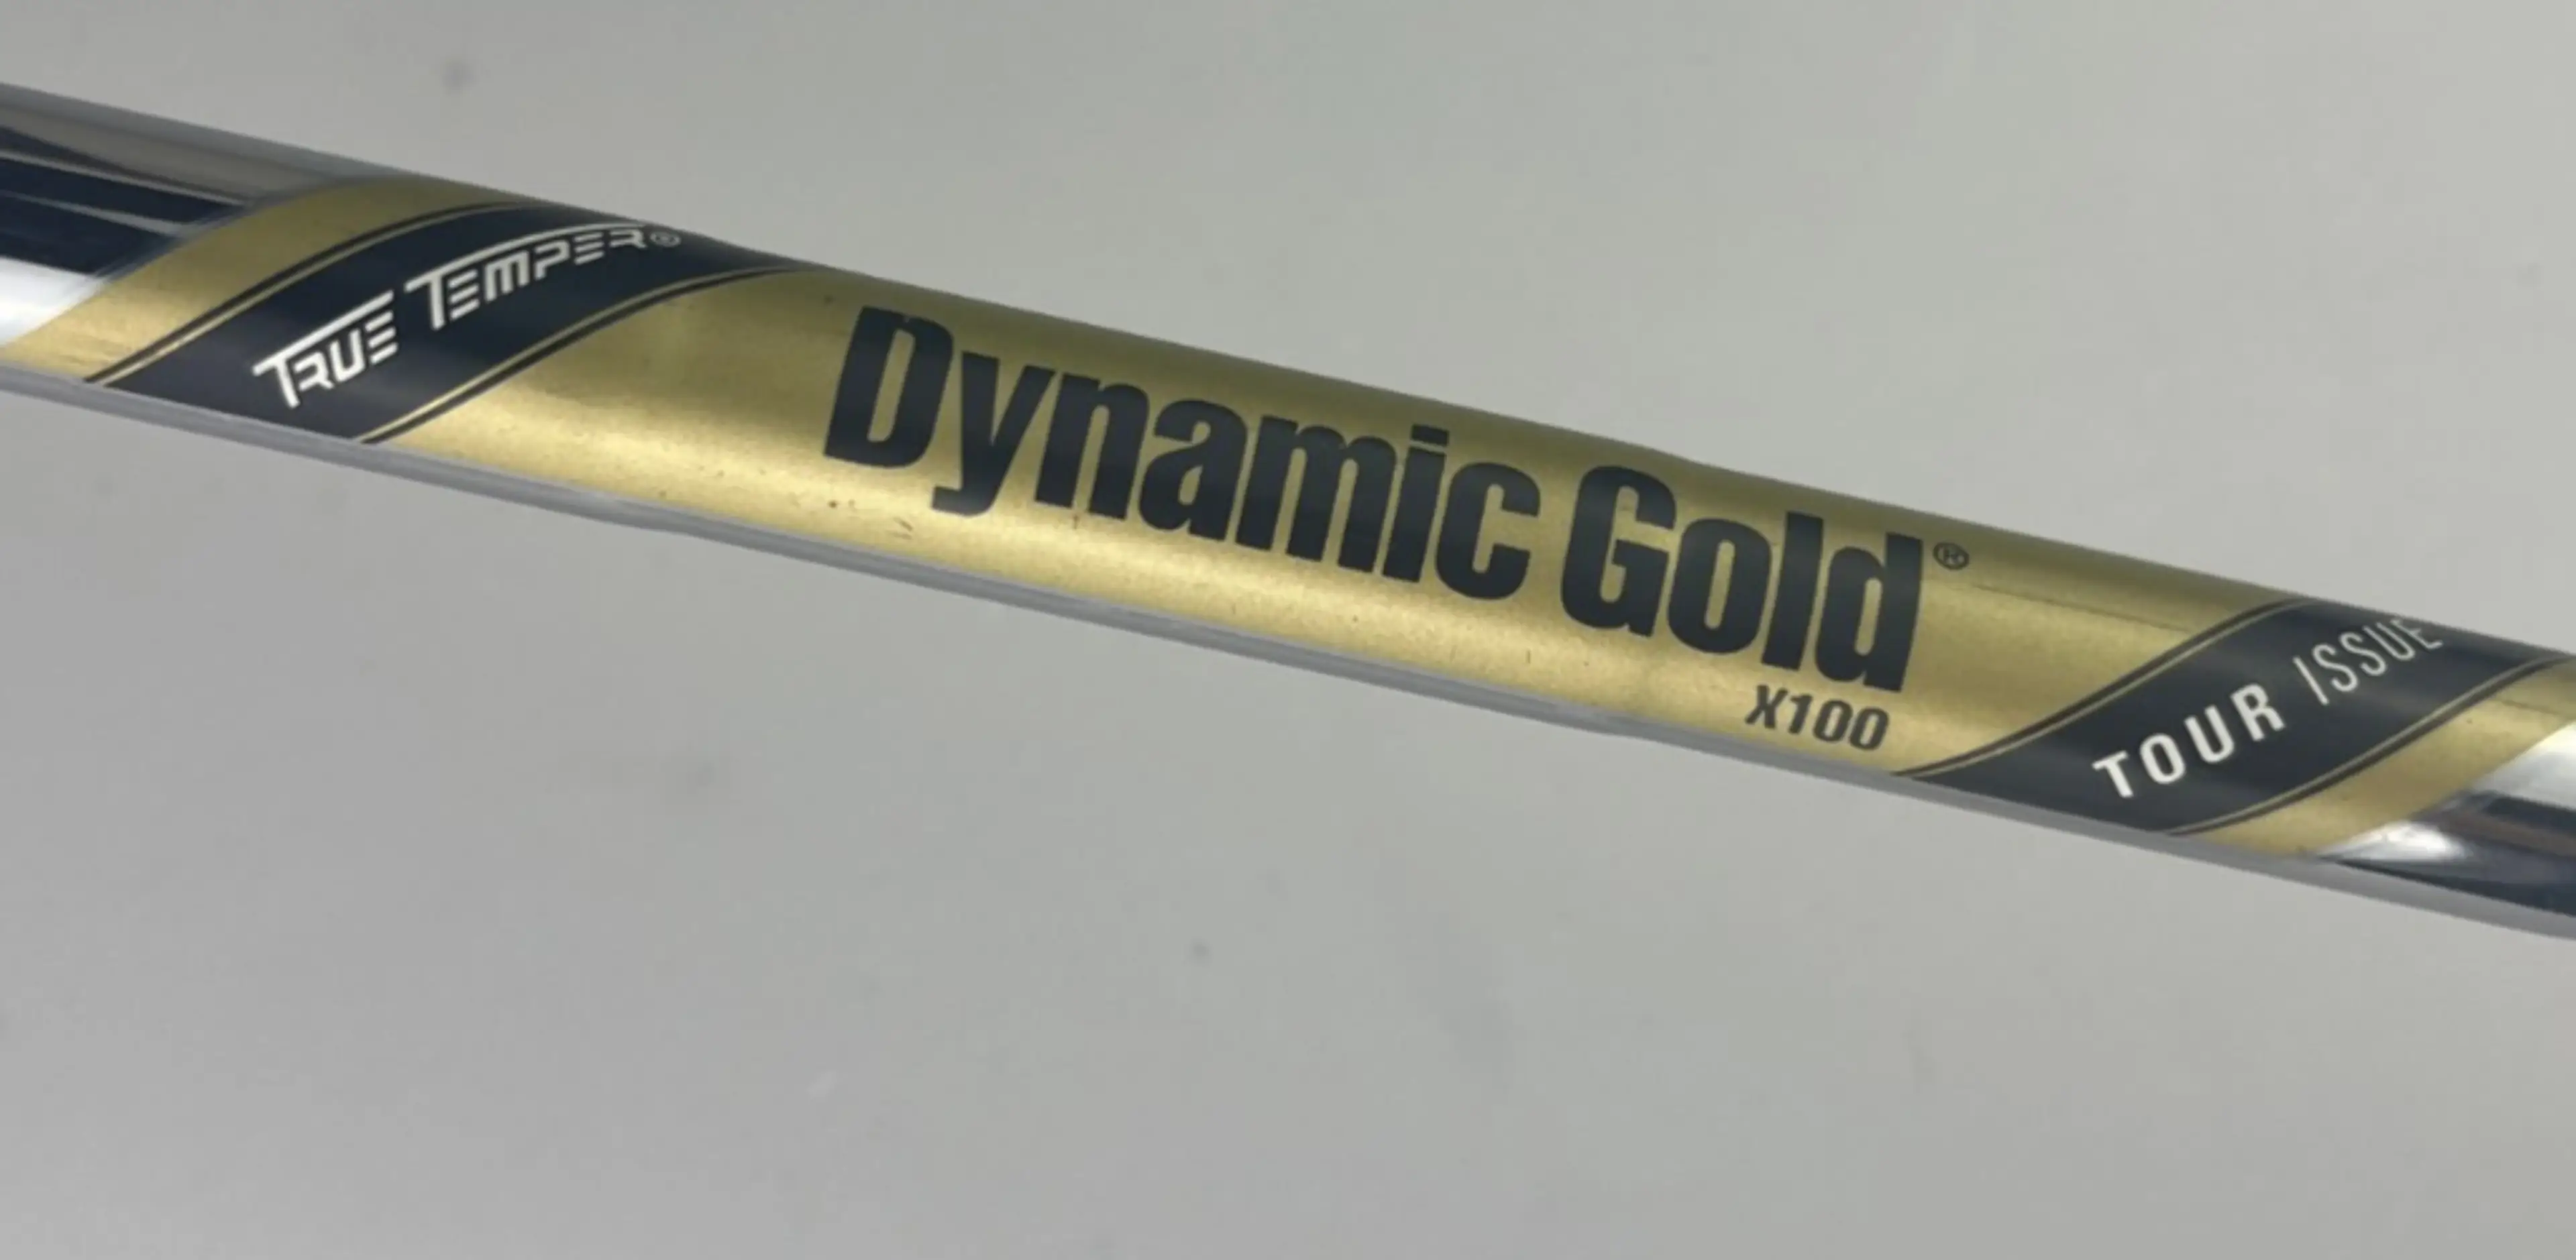 TRUE TEMPER®
Dynamic Gold®
X100
TOUR ISSUE